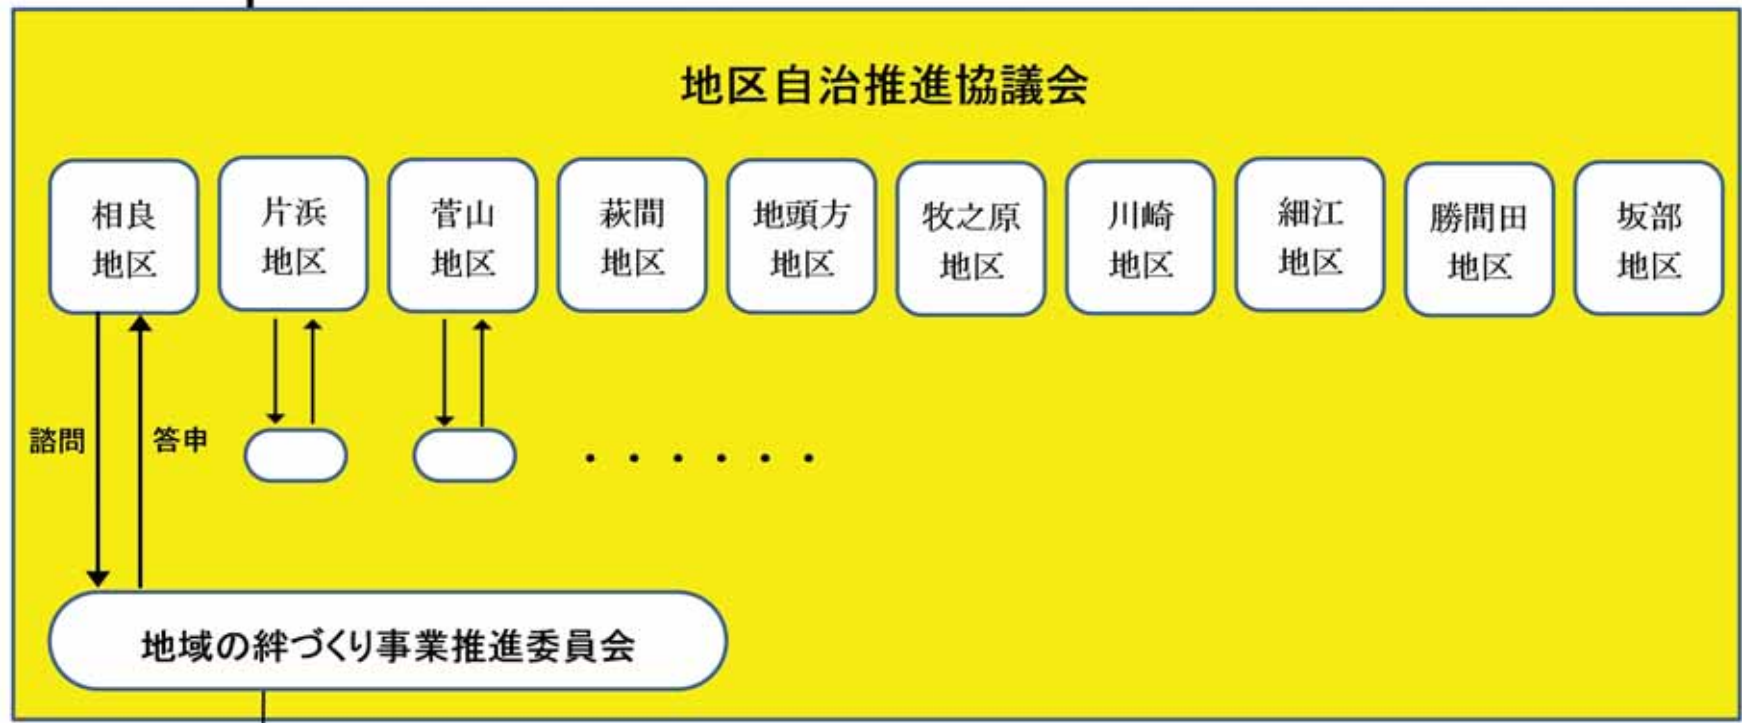 地区自治推進協議会
相良
地区
片浜
地区
菅山
地区
萩間
地区
地頭方
地区
牧之原
地区
川崎
地区
細江
地区
勝間田
地区
坂部
地区
諮問
答申
・・・・・・
地域の絆づくり事業推進委員会